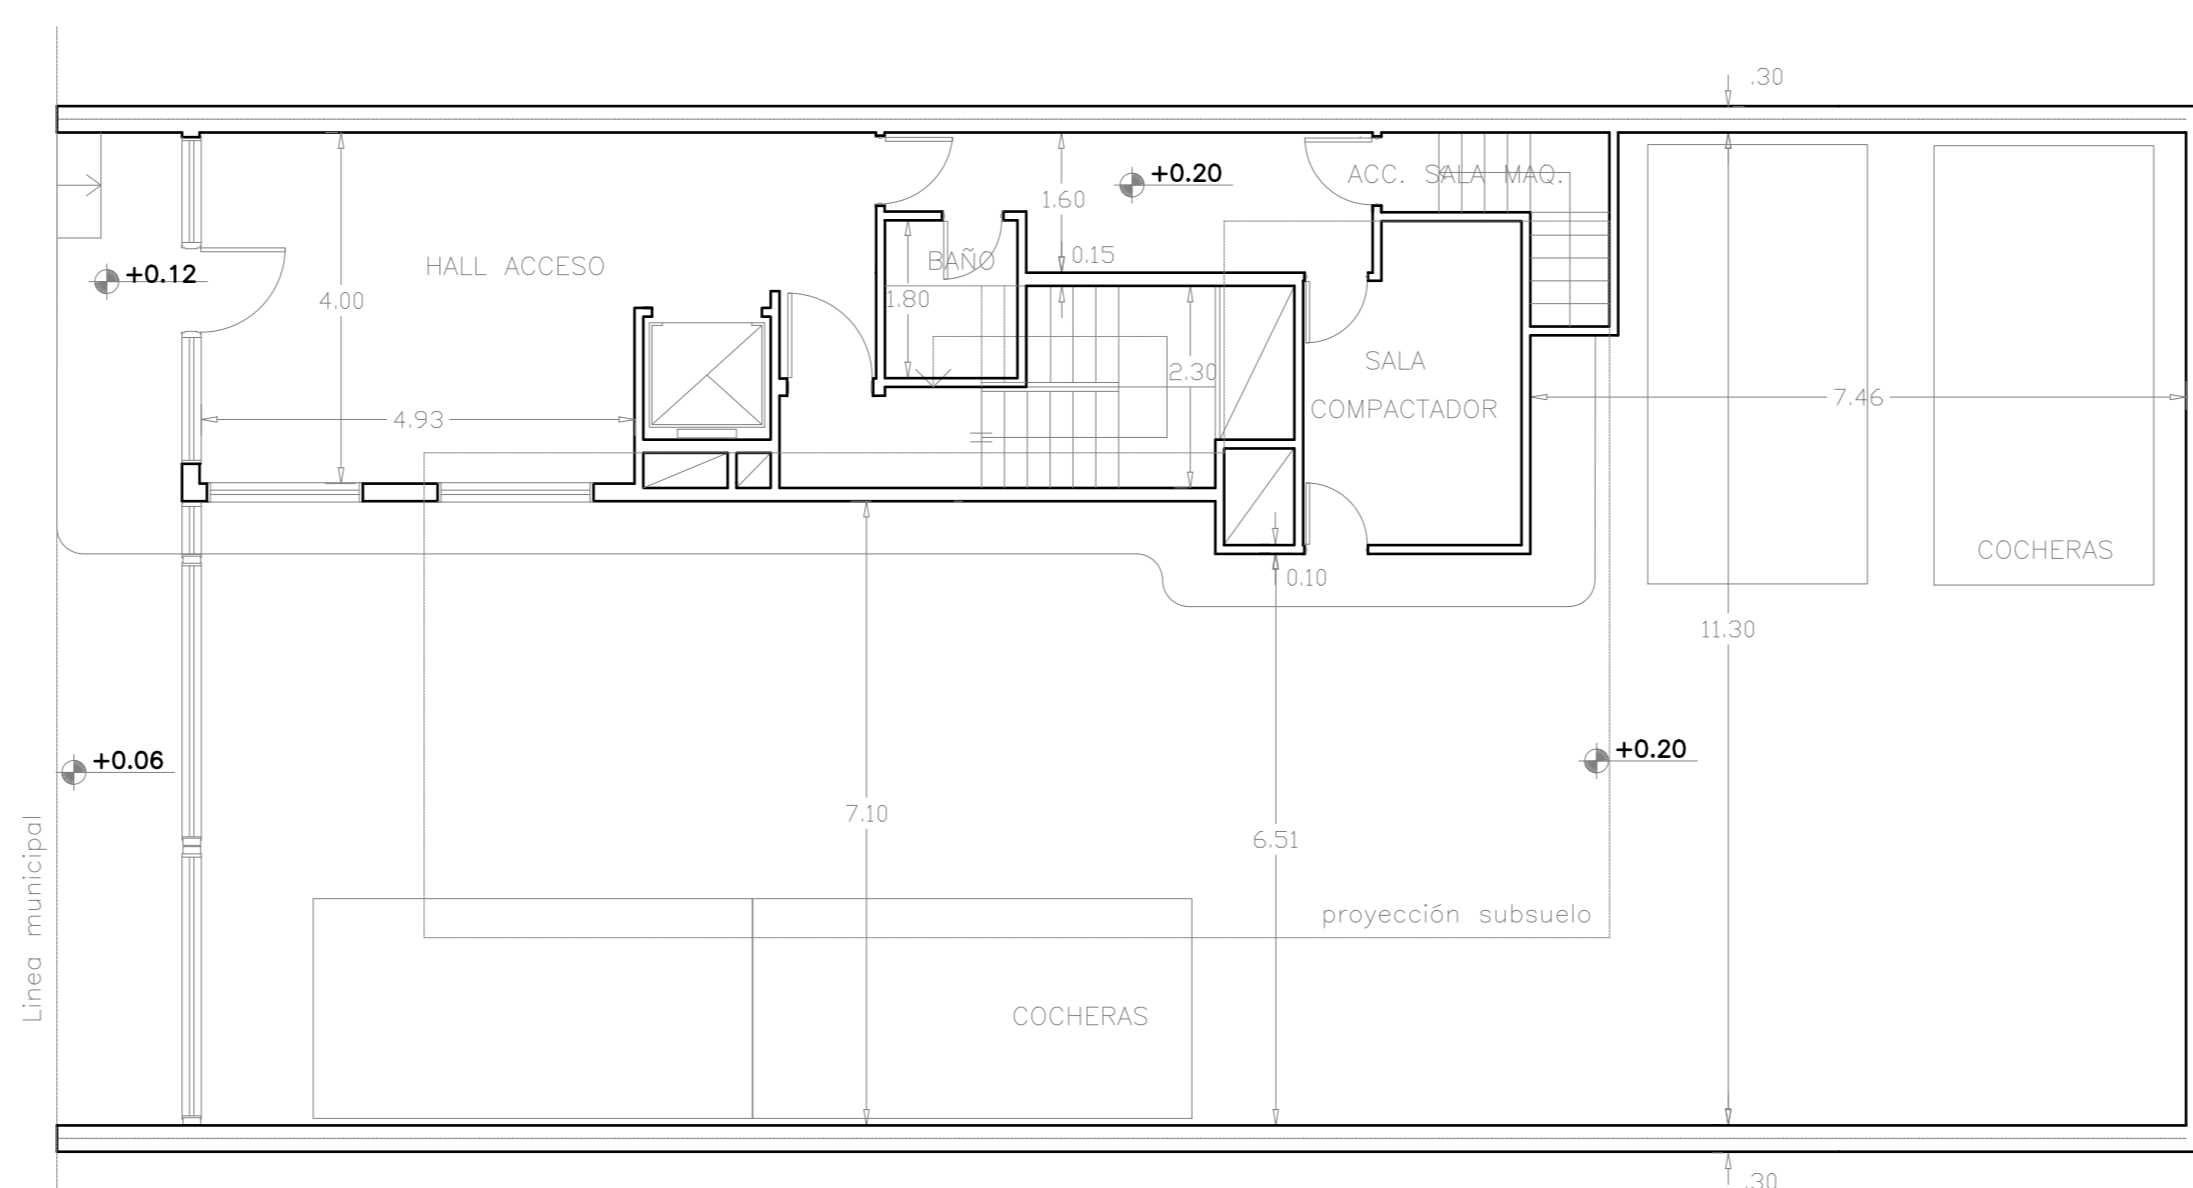 .30
ACC. SALA MAQ.
+0.20
1.60
0.15
BAÑO
HALL ACCESO
+0.12
4.00
1.80
2.30
SALA
COMPACTADOR
7.46
4.93
COCHERAS
0.10
11.30
+0.06
+0.20
7.10
6.51
proyección subsuelo
Linea municipal
COCHERAS
.30